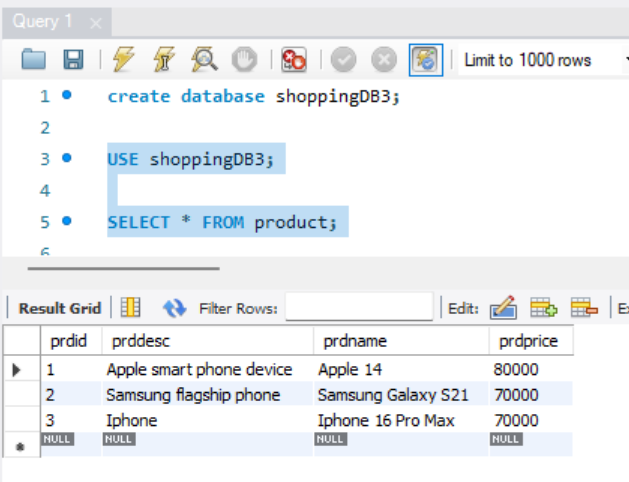 Query 1
Limit to 1000 rows
1 create database shoppingDB3;
2
3 USE shoppingDB3;
4
5 SELECT * FROM product;
6
Result Grid Filter Rows: Edit:
prdid prddesc prdname prdprice
1 Apple smart phone device Apple 14 80000
2 Samsung flagship phone Samsung Galaxy S21 70000
3 Iphone Iphone 16 Pro Max 70000
NULL NULL NULL NULL